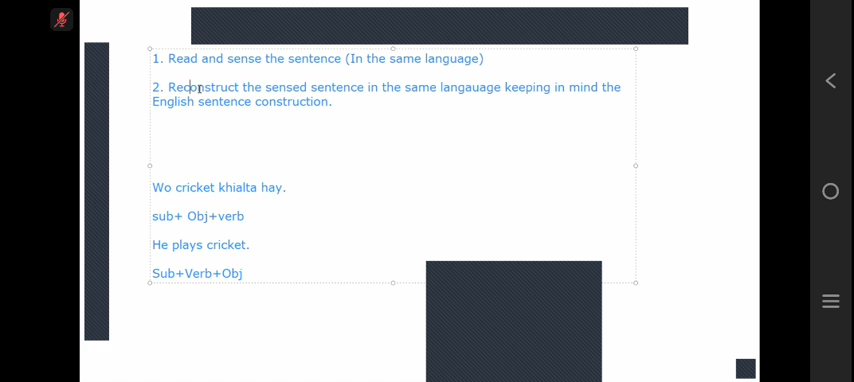 1. Read and sense the sentence (In the same language)
2. Reconstruct the sensed sentence in the same langauage keeping in mind the
English sentence construction.
Wo cricket khialta hay.
sub+ Obj+verb
He plays cricket.
Sub+Verb+Obj